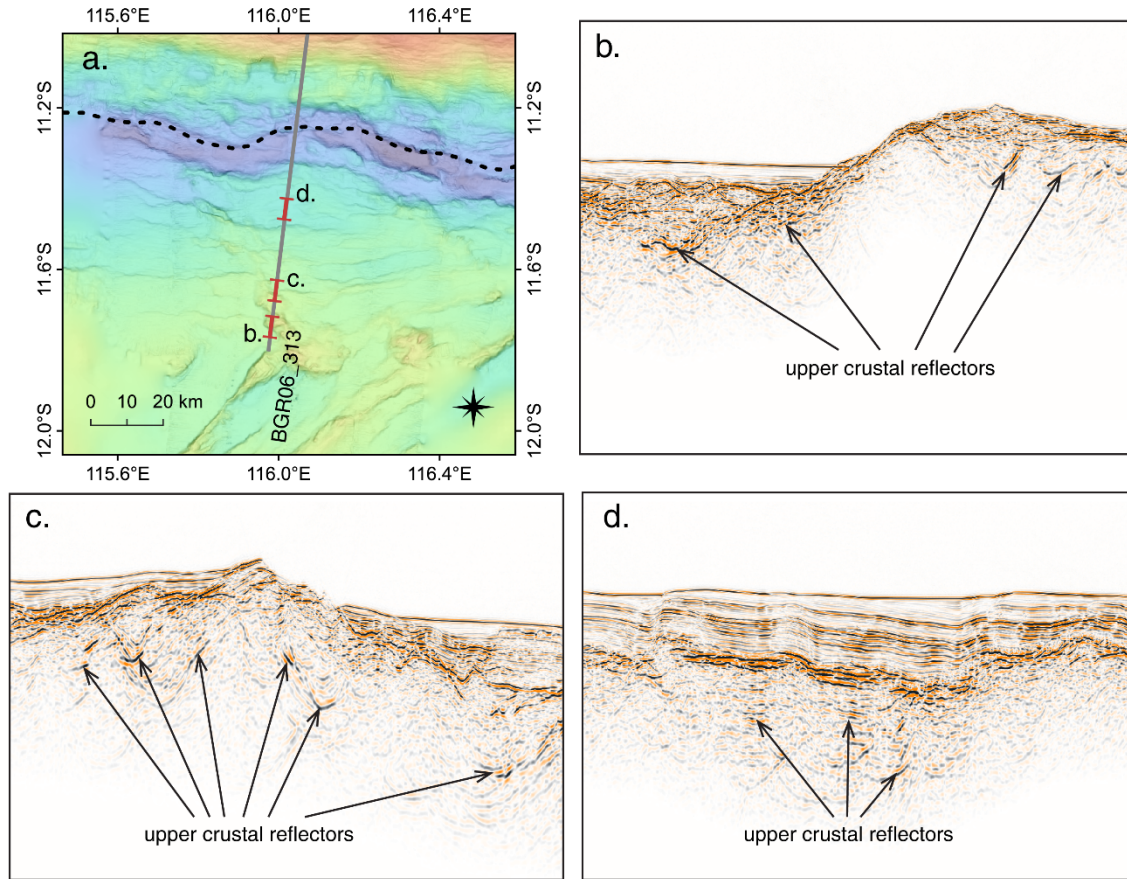 115.6°E 116.0°E 116.4°E
a.
11.2°S
11.2°S
d.
11.6°S
11.6°S
c.
b.
BGR06_313
0 10 20 km
12.0°S
12.0°S
115.6°E 116.0°E 116.4°E
b.
upper crustal reflectors
c.
upper crustal reflectors
d.
upper crustal reflectors